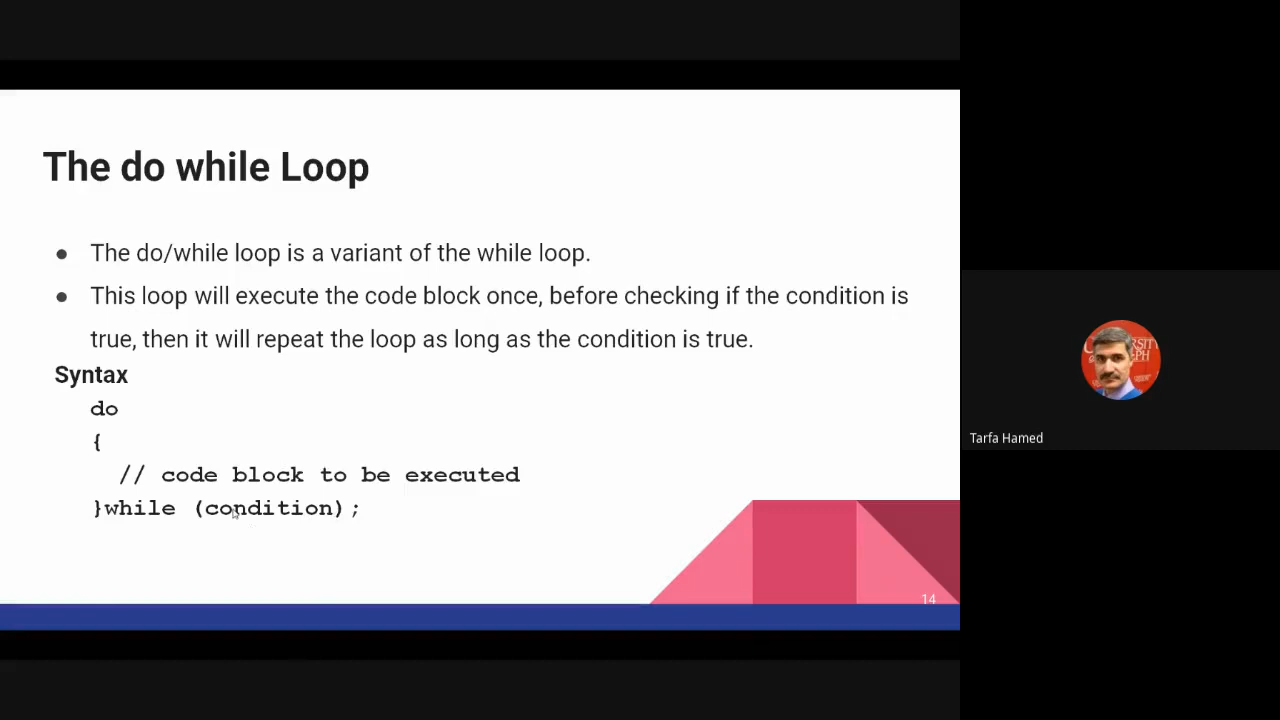 The do while Loop
● The do/while loop is a variant of the while loop.
● This loop will execute the code block once, before checking if the condition is
true, then it will repeat the loop as long as the condition is true.
Syntax
do
{
// code block to be executed
}while (condition);
14
Tarfa Hamed